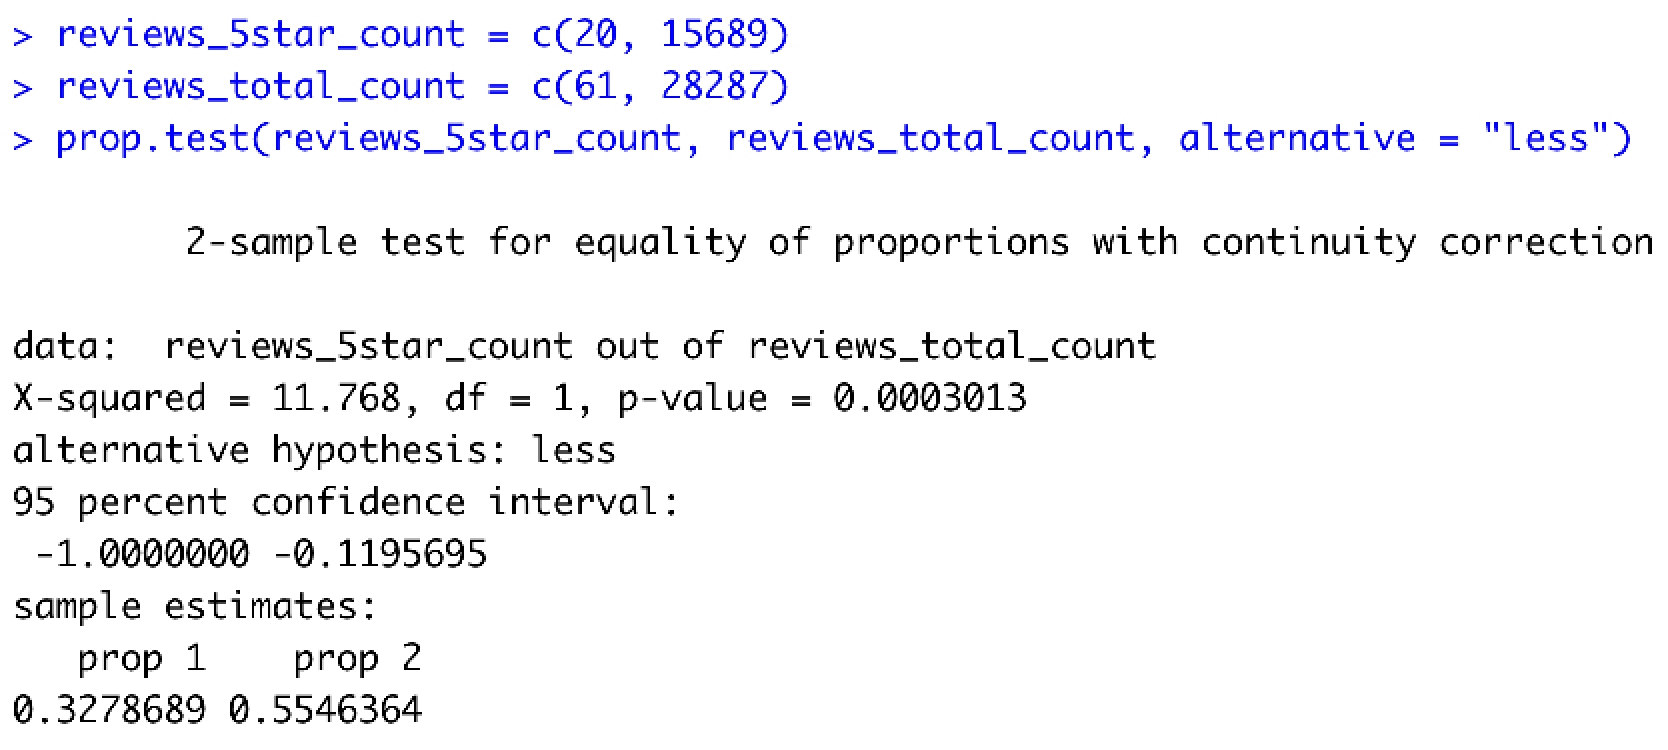 > reviews_5star_count = c(20, 15689)
> reviews_total_count = c(61, 28287)
> prop.test(reviews_5star_count, reviews_total_count, alternative = "less")
2-sample test for equality of proportions with continuity correction
data:  reviews_5star_count out of reviews_total_count
X-squared = 11.768, df = 1, p-value = 0.0003013
alternative hypothesis: less
95 percent confidence interval:
 -1.0000000 -0.1195695
sample estimates:
   prop 1    prop 2
0.3278689 0.5546364